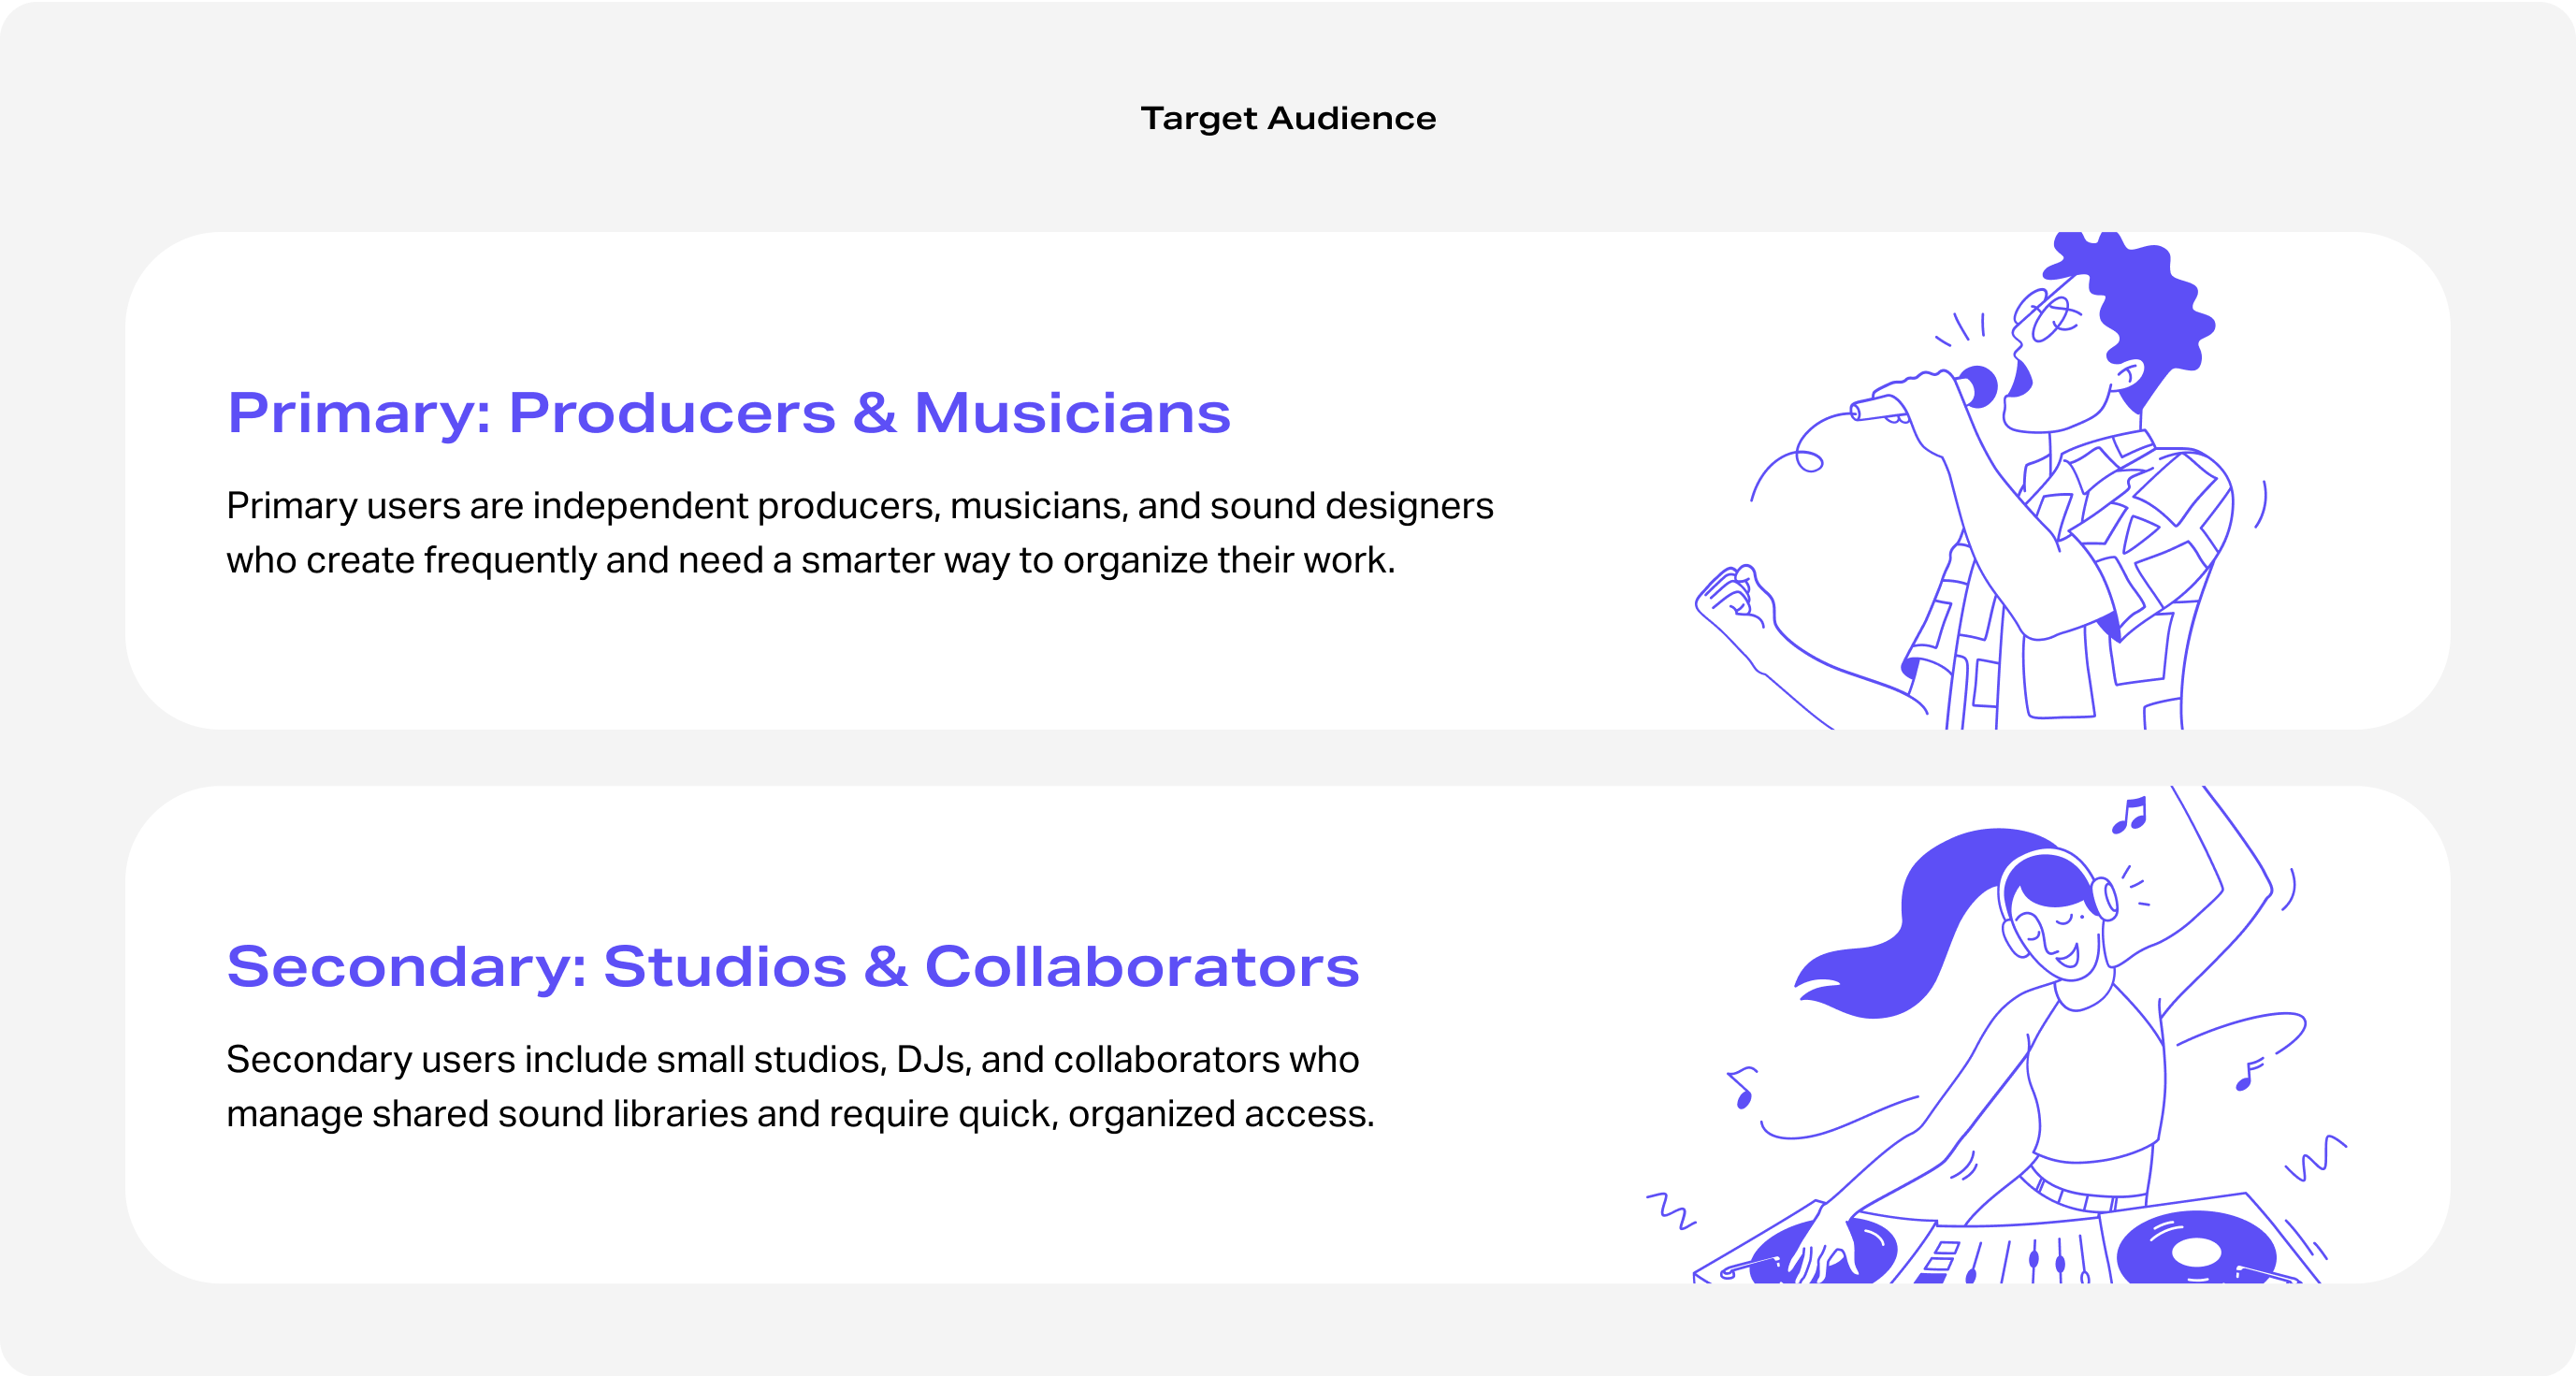 Target Audience
Primary: Producers & Musicians
Primary users are independent producers, musicians, and sound designers
who create frequently and need a smarter way to organize their work.
Secondary: Studios & Collaborators
Secondary users include small studios, DJs, and collaborators who
manage shared sound libraries and require quick, organized access.